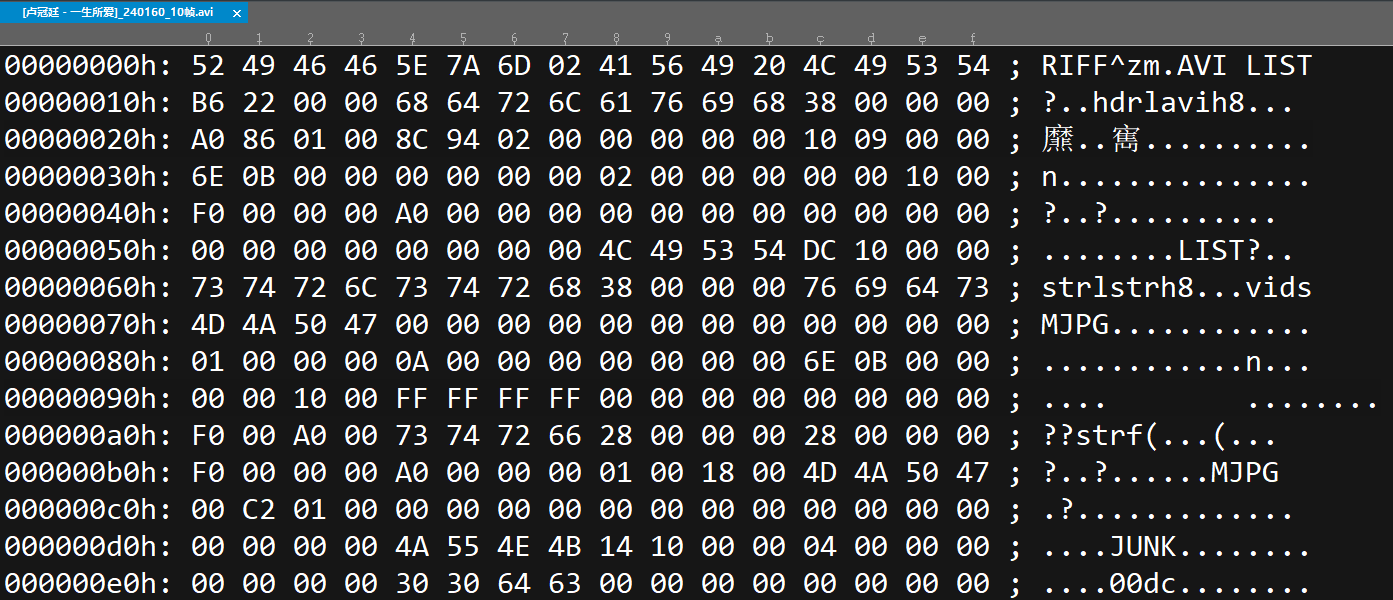 [卢冠廷 - 一生所爱]_240160_10帧.avi ×
0 1 2 3 4 5 6 7 8 9 a b c d e f
00000000h: 52 49 46 46 5E 7A 6D 02 41 56 49 20 4C 49 53 54 ; RIFF^zm.AVI LIST
00000010h: B6 22 00 00 68 64 72 6C 61 76 69 68 38 00 00 00 ; ?..hdrlavih8...
00000020h: A0 86 01 00 8C 94 02 00 00 00 00 00 10 09 00 00 ; 爢..寯..........
00000030h: 6E 0B 00 00 00 00 00 00 02 00 00 00 00 00 10 00 ; n...............
00000040h: F0 00 00 00 A0 00 00 00 00 00 00 00 00 00 00 00 ; ?..?..........
00000050h: 00 00 00 00 00 00 00 00 4C 49 53 54 DC 10 00 00 ; ........LIST?..
00000060h: 73 74 72 6C 73 74 72 68 38 00 00 00 76 69 64 73 ; strlstrh8...vids
00000070h: 4D 4A 50 47 00 00 00 00 00 00 00 00 00 00 00 00 ; MJPG............
00000080h: 01 00 00 00 0A 00 00 00 00 00 00 00 6E 0B 00 00 ; ............n...
00000090h: 00 00 10 00 FF FF FF FF 00 00 00 00 00 00 00 00 ; .... ........
000000a0h: F0 00 A0 00 73 74 72 66 28 00 00 00 28 00 00 00 ; ??strf(...(...
000000b0h: F0 00 00 00 A0 00 00 00 01 00 18 00 4D 4A 50 47 ; ?..?......MJPG
000000c0h: 00 C2 01 00 00 00 00 00 00 00 00 00 00 00 00 00 ; .?.............
000000d0h: 00 00 00 00 4A 55 4E 4B 14 10 00 00 04 00 00 00 ; ....JUNK........
000000e0h: 00 00 00 00 30 30 64 63 00 00 00 00 00 00 00 00 ; ....00dc........